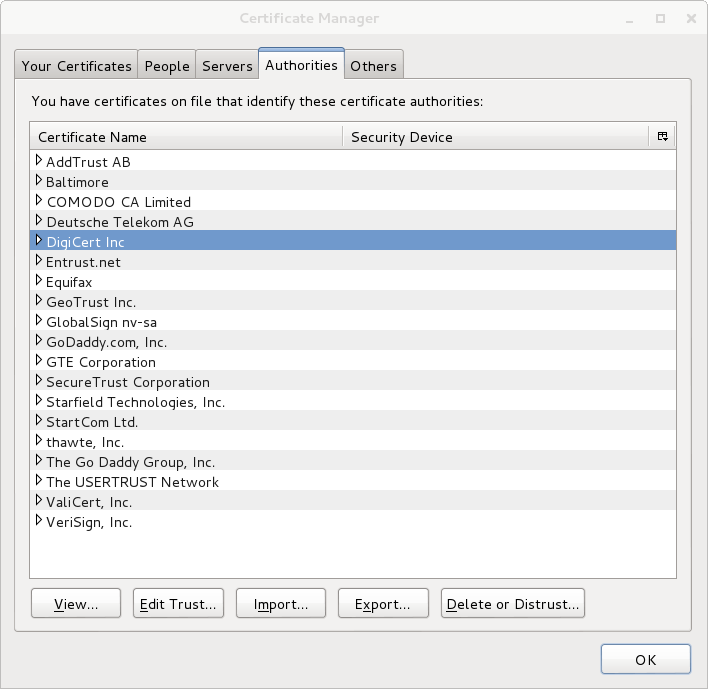 Certificate Manager
Your Certificates People Servers Authorities Others
You have certificates on file that identify these certificate authorities:
Certificate Name Security Device
AddTrust AB
Baltimore
COMODO CA Limited
Deutsche Telekom AG
DigiCert Inc
Entrust.net
Equifax
GeoTrust Inc.
GlobalSign nv-sa
GoDaddy.com, Inc.
GTE Corporation
SecureTrust Corporation
Starfield Technologies, Inc.
StartCom Ltd.
thawte, Inc.
The Go Daddy Group, Inc.
The USERTRUST Network
ValiCert, Inc.
VeriSign, Inc.
View... Edit Trust... Import... Export... Delete or Distrust...
OK